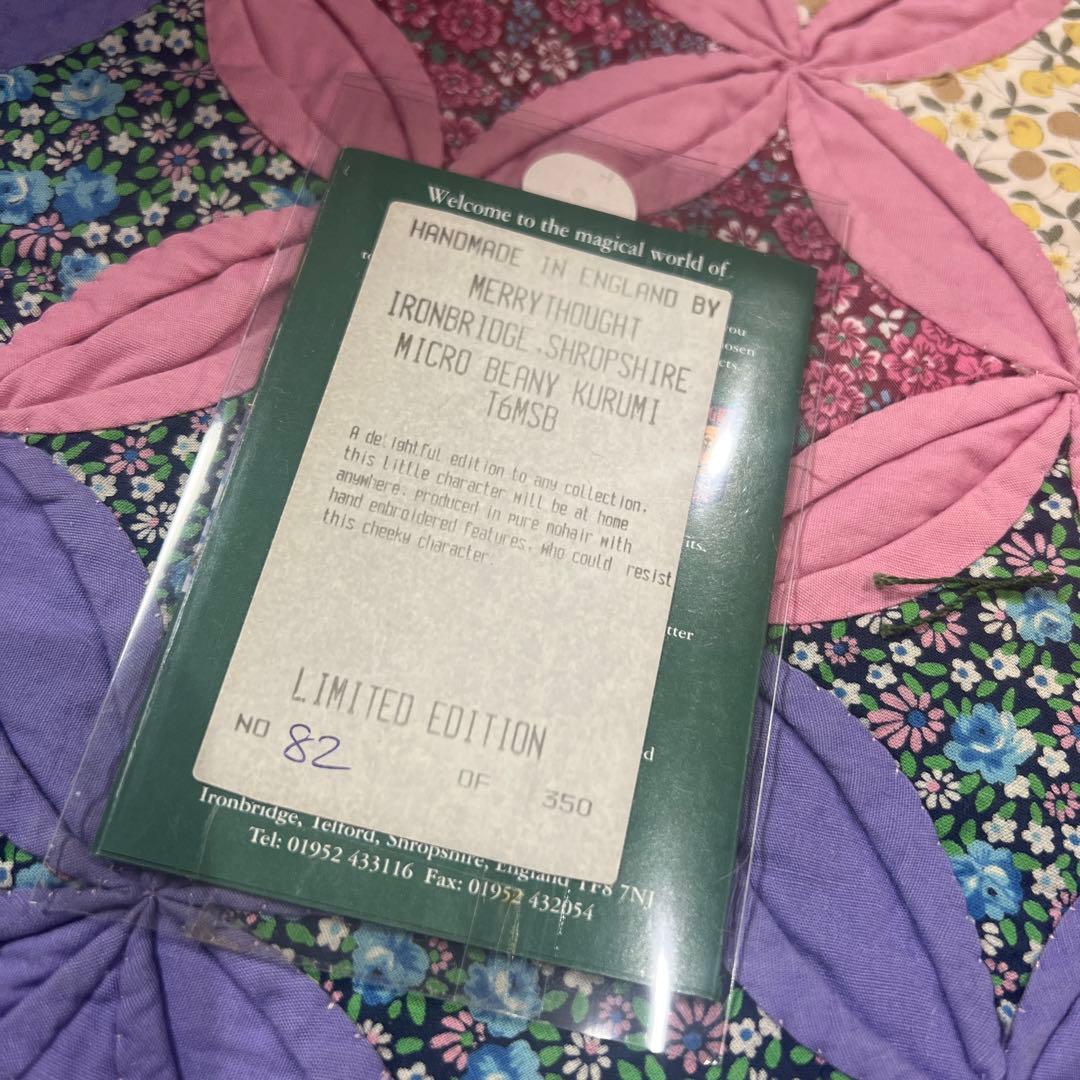 Welcome to the magical world of
HANDMADE IN ENGLAND BY
MERRYTHOUGHT
IRONBRIDGE, SHROPSHIRE
MICRO BEANY KURUMI
T6MSB
A delightful edition to any collection,
this little character will be at home
anywhere, produced in pure mohair with
hand embroidered features, who could resist
this cheeky character.
LIMITED EDITION
NO 82 OF 350
Ironbridge, Telford, Shropshire, England, TF8 7NJ
Tel: 01952 433116 Fax: 01952 432054